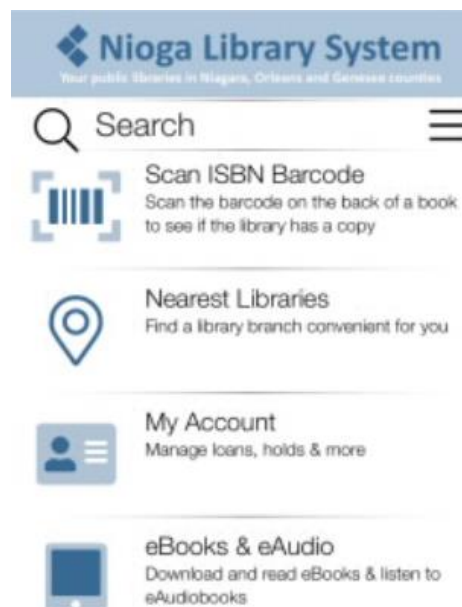 Nioga Library System
Your public libraries in Niagara, Orleans and Genesee counties
Search
Scan ISBN Barcode
Scan the barcode on the back of a book
to see if the library has a copy
Nearest Libraries
Find a library branch convenient for you
My Account
Manage loans, holds & more
eBooks & eAudio
Download and read eBooks & listen to
eAudiobooks